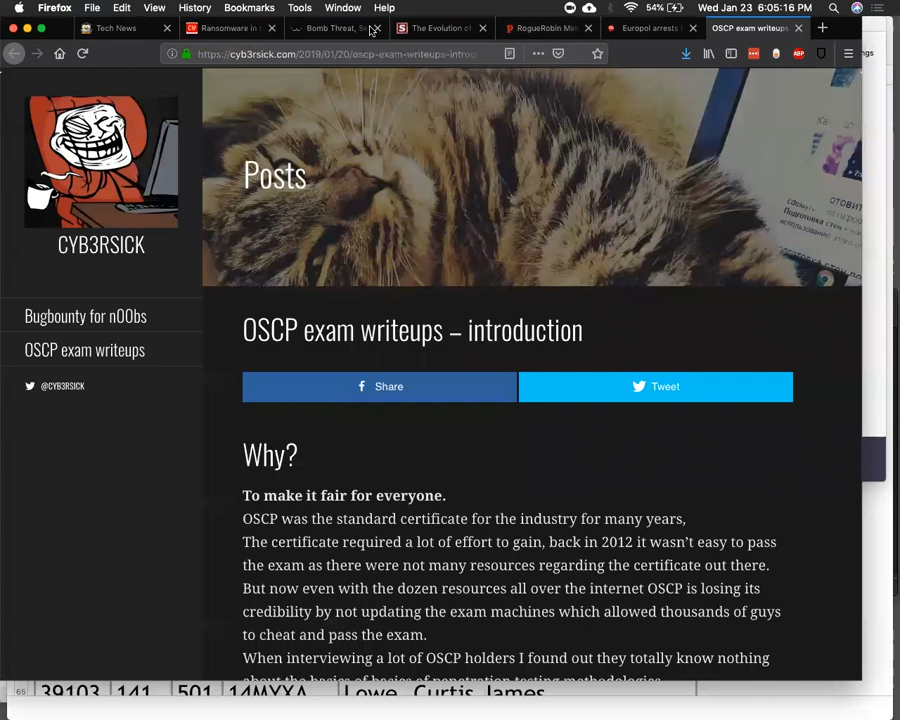 Firefox File Edit View History Bookmarks Tools Window Help 54% Wed Jan 23 6:05:16 PM
Tech News Ransomware in Bomb Threat, The Evolution of RogueRobin Mal Europol arrests OSCP exam writeups
https://cyb3rsick.com/2019/01/20/oscp-exam-writeups-introc
ABP
Posts
CYB3RSICK
Bugbounty for n00bs
OSCP exam writeups
@CYB3RSICK
OSCP exam writeups – introduction
Share
Tweet
Why?
To make it fair for everyone.
OSCP was the standard certificate for the industry for many years,
The certificate required a lot of effort to gain, back in 2012 it wasn't easy to pass
the exam as there were not many resources regarding the certificate out there.
But now even with the dozen resources all over the internet OSCP is losing its
credibility by not updating the exam machines which allowed thousands of guys
to cheat and pass the exam.
When interviewing a lot of OSCP holders I found out they totally know nothing
about the basics of basics of penetration testing methodologies.
65 39103 141 501 14MYXA Lowe, Curtis James